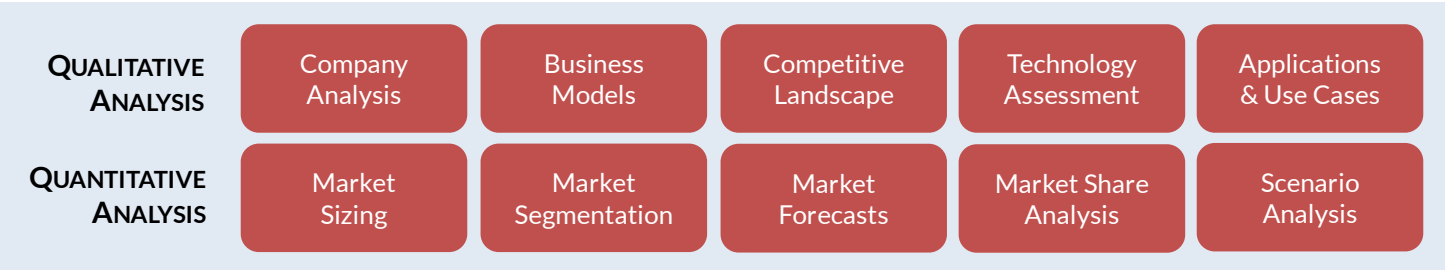 QUALITATIVE
ANALYSIS
Company
Analysis
Business
Models
Competitive
Landscape
Technology
Assessment
Applications
& Use Cases
QUANTITATIVE
ANALYSIS
Market
Sizing
Market
Segmentation
Market
Forecasts
Market Share
Analysis
Scenario
Analysis